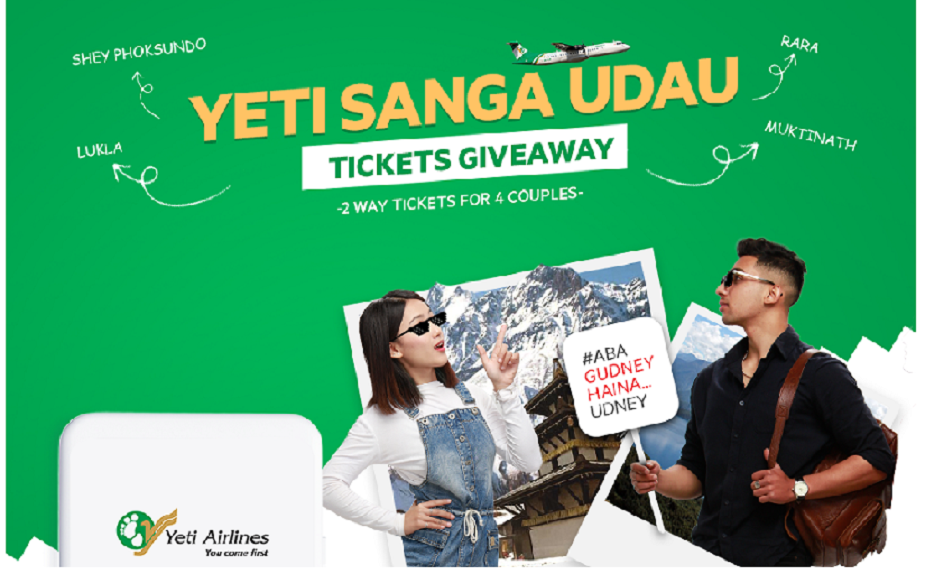 SHEY PHOKSUNDO
RARA
YETI SANGA UDAU
LUKLA
MUKTINATH
TICKETS GIVEAWAY
-2 WAY TICKETS FOR 4 COUPLES-
#ABA
GUDNEY
HAINA...
UDNEY
Yeti Airlines
You come first